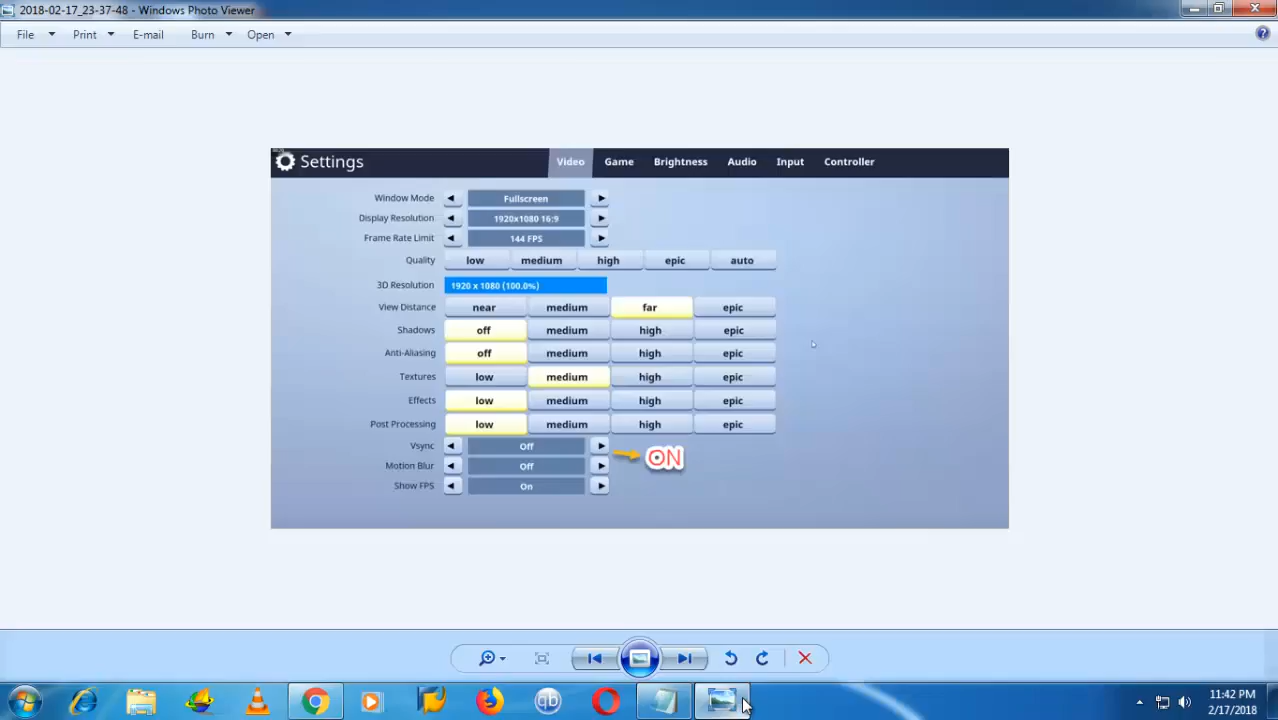 2018-02-17_23-37-48 - Windows Photo Viewer
File Print E-mail Burn Open
Settings Video Game Brightness Audio Input Controller
Window Mode Fullscreen
Display Resolution 1920x1080 16:9
Frame Rate Limit 144 FPS
Quality low medium high epic auto
3D Resolution 1920 x 1080 (100.0%)
View Distance near medium far epic
Shadows off medium high epic
Anti-Aliasing off medium high epic
Textures low medium high epic
Effects low medium high epic
Post Processing low medium high epic
Vsync Off
ON
Motion Blur Off
Show FPS On
qb
11:42 PM
2/17/2018